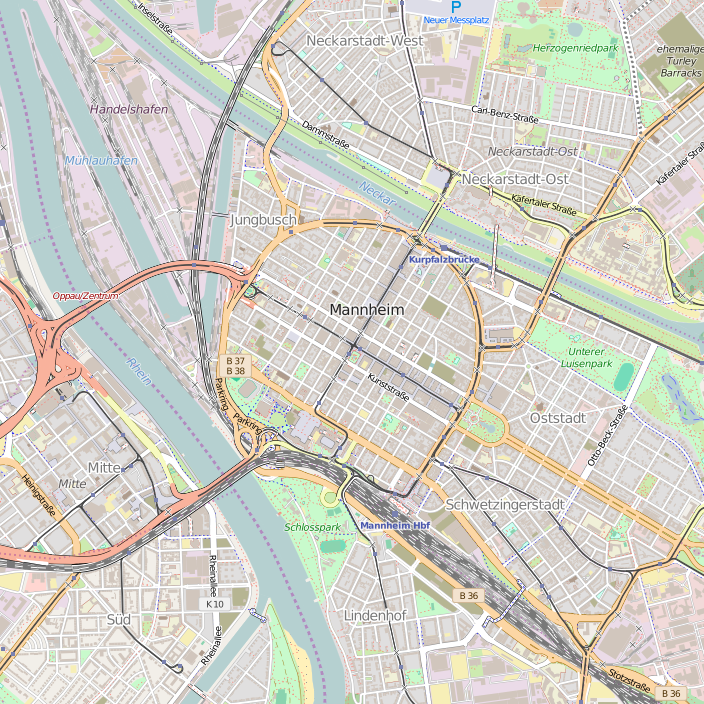 Inselstraße
P
Neuer Messplatz
Neckarstadt-West
Herzogenriedpark
ehemalige
Turley
Barracks
Handelshafen
Carl-Benz-Straße
Dammstraße
Mühlauhafen
Neckarstadt-Ost
Käfertaler Straß
Neckarstadt-Ost
Neckar
Käfertaler Straße
Jungbusch
Kurpfalzbrücke
Oppau/Zentrum
Mannheim
Rhein
B 37
B 38
Unterer
Luisenpark
Kunststraße
Parkring
Parkring
Oststadt
Otto-Beck-Straße
Mitte
Mitte
Heinigstraße
Schwetzingerstadt
Schlosspark
Mannheim Hbf
Rheinallee
K 10
B 36
Süd
Lindenhof
Rheinallee
Stotzstraße
B 36